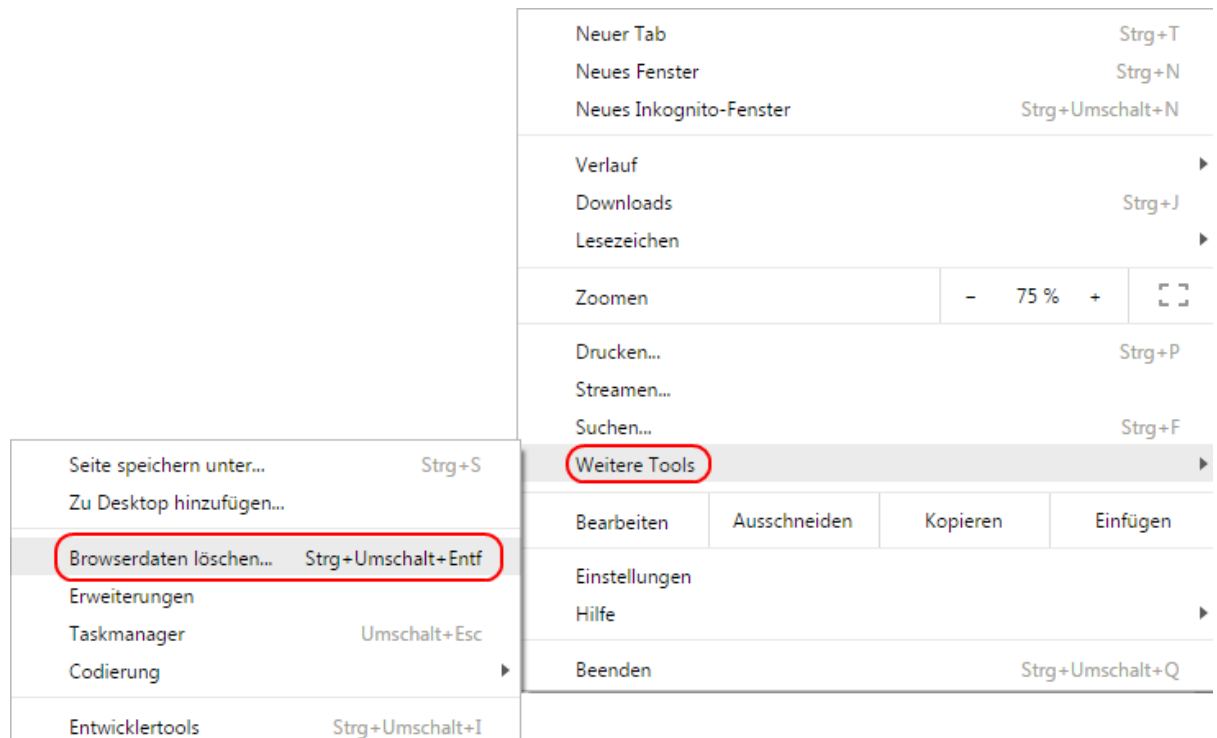 Neuer Tab Strg+T
Neues Fenster Strg+N
Neues Inkognito-Fenster Strg+Umschalt+N
Verlauf
Downloads Strg+J
Lesezeichen
Zoomen - 75 % +
Drucken... Strg+P
Streamen...
Suchen... Strg+F
Weitere Tools
Bearbeiten Ausschneiden Kopieren Einfügen
Einstellungen
Hilfe
Beenden Strg+Umschalt+Q
Seite speichern unter... Strg+S
Zu Desktop hinzufügen...
Browserdaten löschen... Strg+Umschalt+Entf
Erweiterungen
Taskmanager Umschalt+Esc
Codierung
Entwicklertools Strg+Umschalt+I